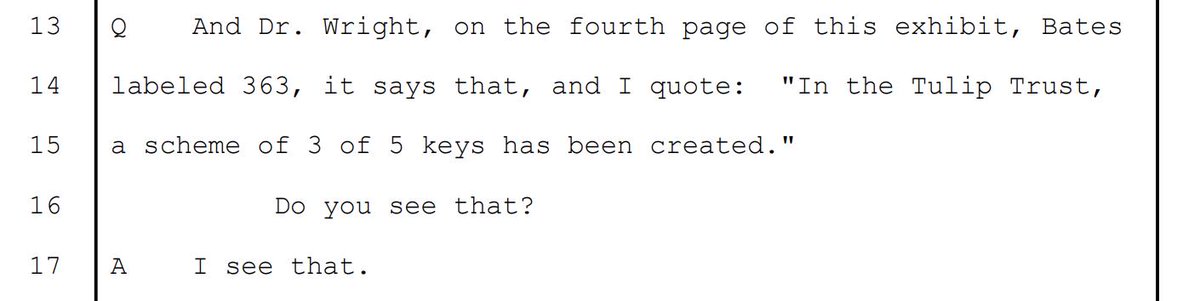 13 Q And Dr. Wright, on the fourth page of this exhibit, Bates
14 labeled 363, it says that, and I quote: "In the Tulip Trust,
15 a scheme of 3 of 5 keys has been created."
16 Do you see that?
17 A I see that.